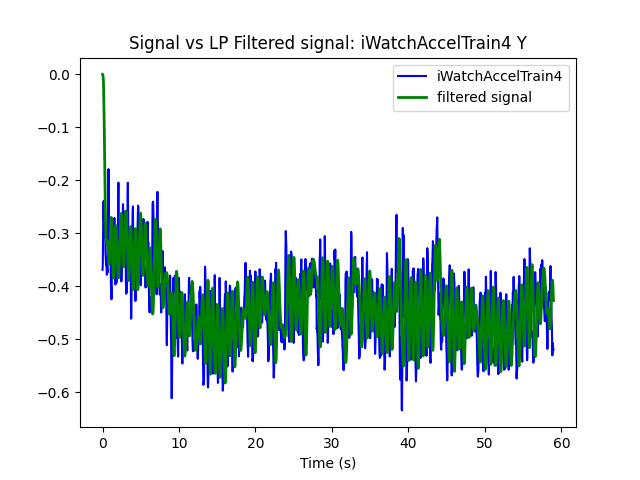 Signal vs LP Filtered signal: iWatchAccelTrain4 Y
iWatchAccelTrain4
filtered signal
0.0
−0.1
−0.2
−0.3
−0.4
−0.5
−0.6
0 10 20 30 40 50 60
Time (s)